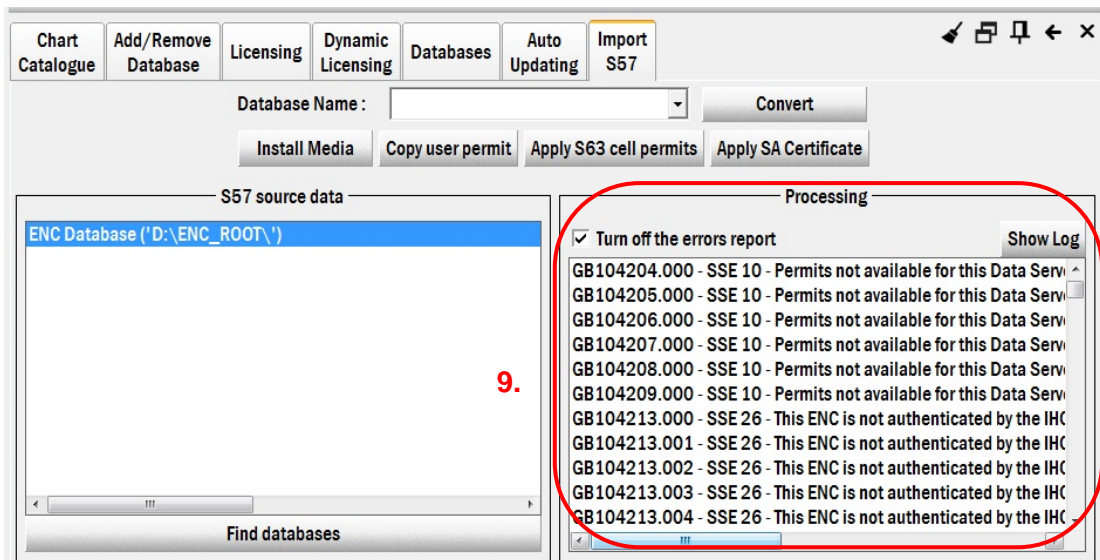 Chart Catalogue
Add/Remove Database
Licensing
Dynamic Licensing
Databases
Auto Updating
Import S57
Database Name :
Convert
Install Media
Copy user permit
Apply S63 cell permits
Apply SA Certificate
S57 source data
ENC Database ('D:\ENC_ROOT\')
Find databases
9.
Processing
Turn off the errors report
Show Log
GB104204.000 - SSE 10 - Permits not available for this Data Serv
GB104205.000 - SSE 10 - Permits not available for this Data Serv
GB104206.000 - SSE 10 - Permits not available for this Data Serv
GB104207.000 - SSE 10 - Permits not available for this Data Serv
GB104208.000 - SSE 10 - Permits not available for this Data Serv
GB104209.000 - SSE 10 - Permits not available for this Data Serv
GB104213.000 - SSE 26 - This ENC is not authenticated by the IHO
GB104213.001 - SSE 26 - This ENC is not authenticated by the IHO
GB104213.002 - SSE 26 - This ENC is not authenticated by the IHO
GB104213.003 - SSE 26 - This ENC is not authenticated by the IHO
GB104213.004 - SSE 26 - This ENC is not authenticated by the IHO